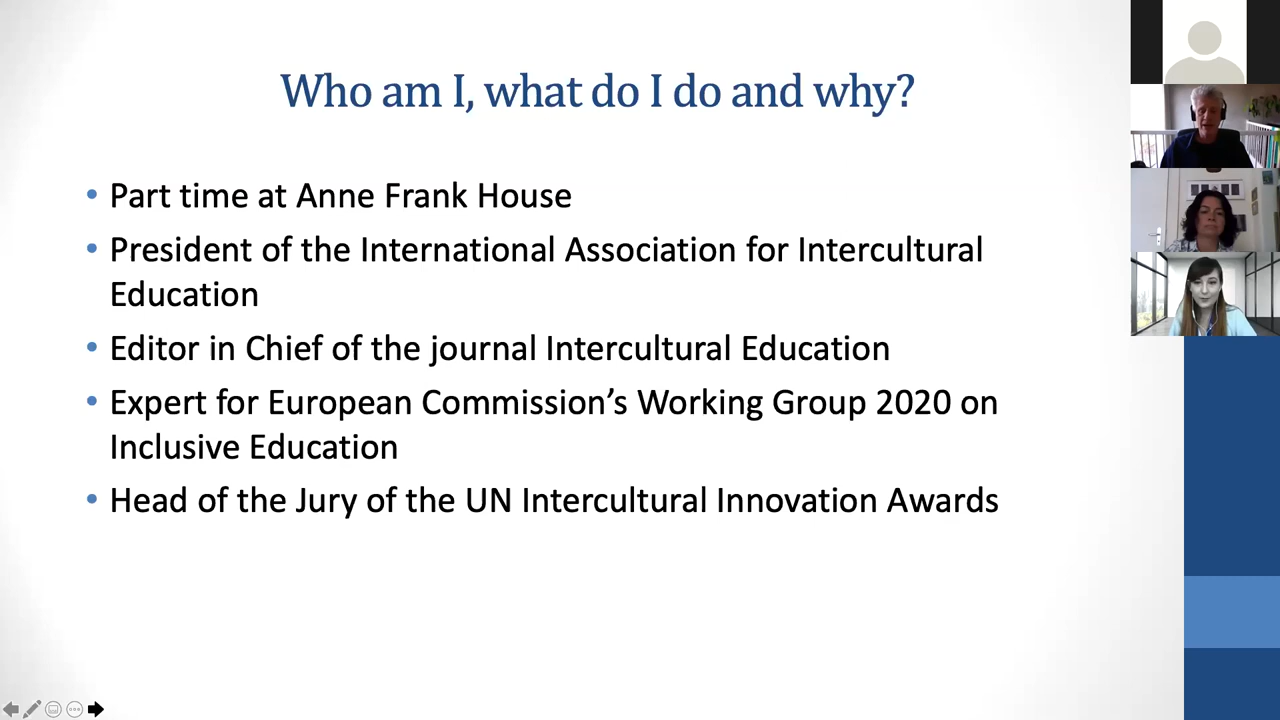 Who am I, what do I do and why?
• Part time at Anne Frank House
• President of the International Association for Intercultural
Education
• Editor in Chief of the journal Intercultural Education
• Expert for European Commission’s Working Group 2020 on
Inclusive Education
• Head of the Jury of the UN Intercultural Innovation Awards